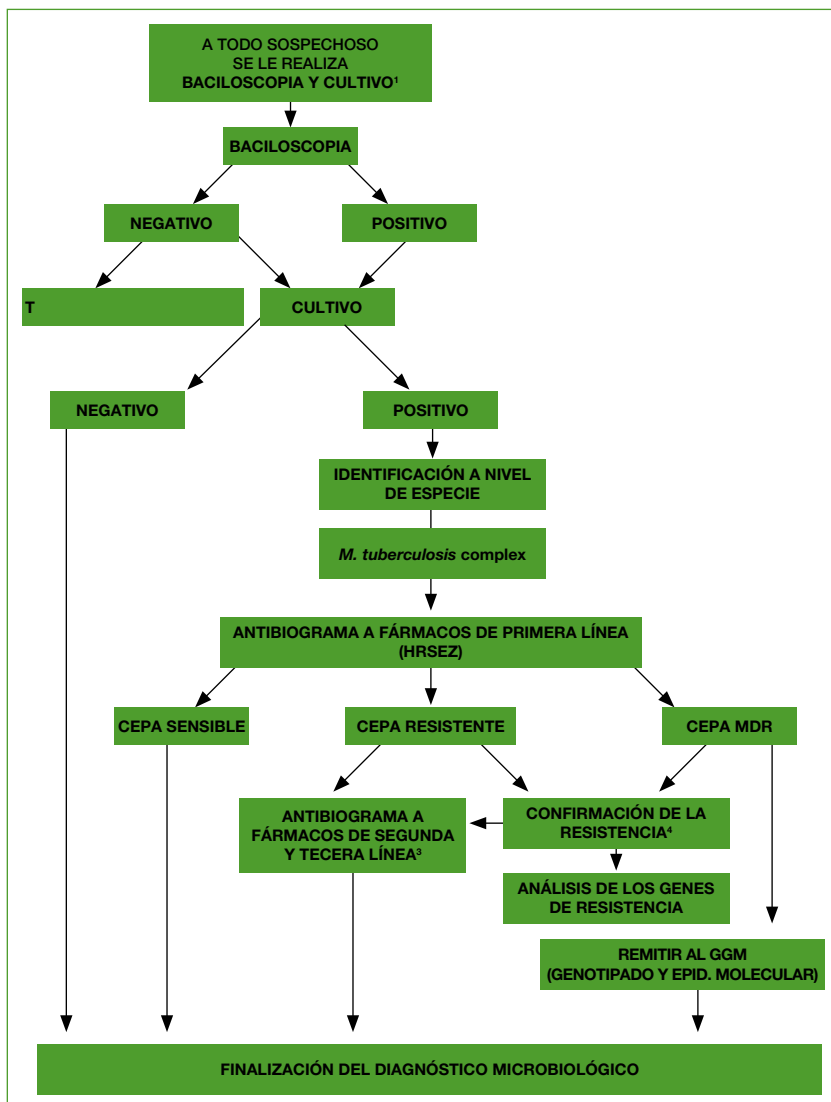 A TODO SOSPECHOSO
SE LE REALIZA
BACILOSCOPIA Y CULTIVO¹
BACILOSCOPIA
NEGATIVO
POSITIVO
T
CULTIVO
NEGATIVO
POSITIVO
IDENTIFICACIÓN A NIVEL
DE ESPECIE
M. tuberculosis complex
ANTIBIOGRAMA A FÁRMACOS DE PRIMERA LÍNEA
(HRSEZ)
CEPA SENSIBLE
CEPA RESISTENTE
CEPA MDR
ANTIBIOGRAMA A
FÁRMACOS DE SEGUNDA
Y TECERA LÍNEA³
CONFIRMACIÓN DE LA
RESISTENCIA⁴
ANÁLISIS DE LOS GENES
DE RESISTENCIA
REMITIR AL GGM
(GENOTIPADO Y EPID. MOLECULAR)
FINALIZACIÓN DEL DIAGNÓSTICO MICROBIOLÓGICO